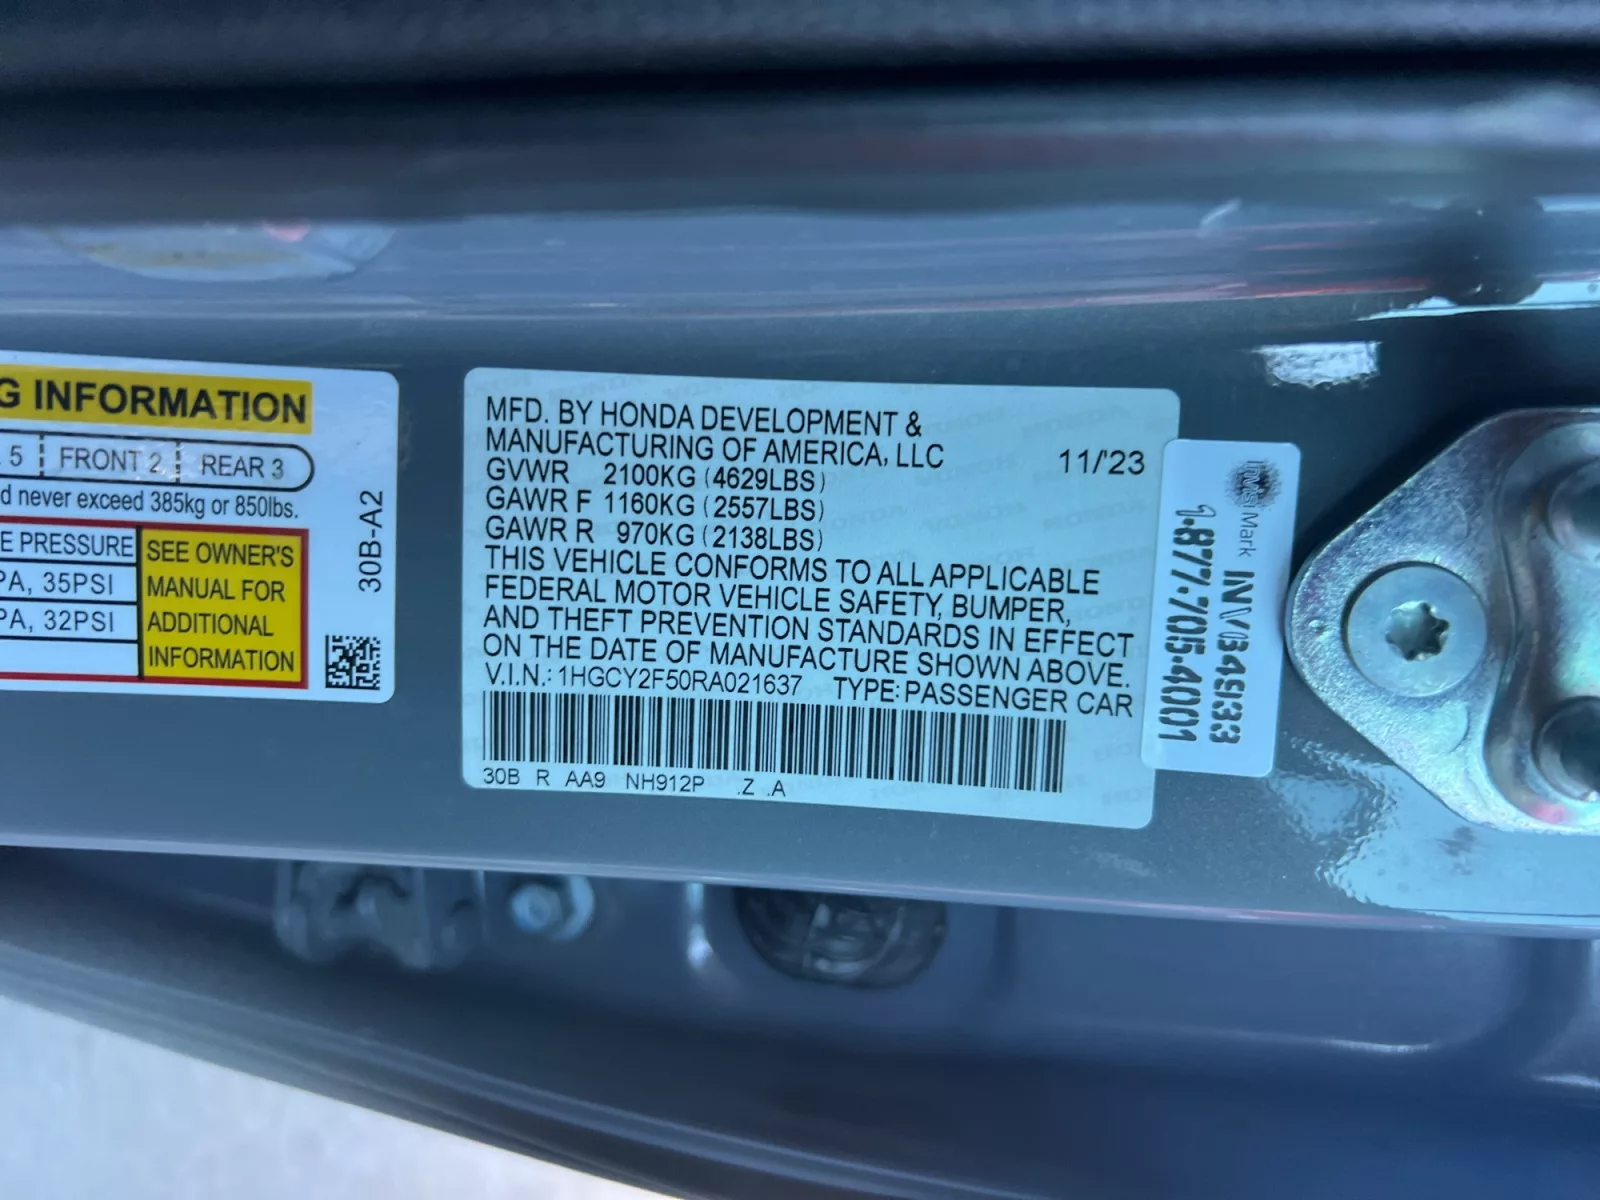 G INFORMATION
5 FRONT 2 REAR 3
d never exceed 385kg or 850lbs.
E PRESSURE
PA, 35PSI
PA, 32PSI
SEE OWNER'S
MANUAL FOR
ADDITIONAL
INFORMATION
30B-A2
MFD. BY HONDA DEVELOPMENT &
MANUFACTURING OF AMERICA, LLC 11/'23
GVWR 2100KG (4629LBS)
GAWR F 1160KG (2557LBS)
GAWR R 970KG (2138LBS)
THIS VEHICLE CONFORMS TO ALL APPLICABLE
FEDERAL MOTOR VEHICLE SAFETY, BUMPER,
AND THEFT PREVENTION STANDARDS IN EFFECT
ON THE DATE OF MANUFACTURE SHOWN ABOVE.
V.I.N.: 1HGCY2F50RA021637 TYPE: PASSENGER CAR
30B R AA9 NH912P .Z .A
Mark
1.877.705.4001